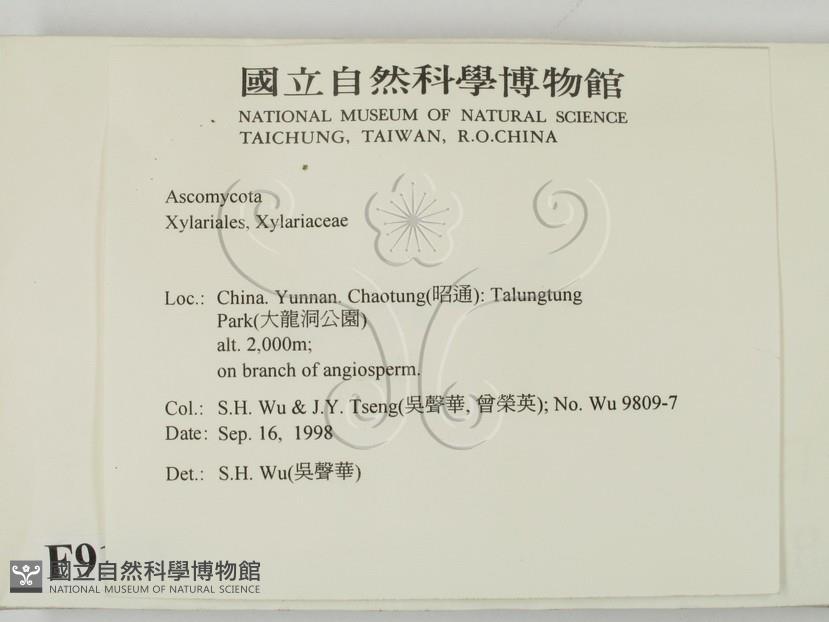 國立自然科學博物館
NATIONAL MUSEUM OF NATURAL SCIENCE
TAICHUNG, TAIWAN, R.O.CHINA
Ascomycota
Xylariales, Xylariaceae
Loc.: China. Yunnan. Chaotung(昭通): Talungtung
Park(大龍洞公園)
alt. 2,000m;
on branch of angiosperm.
Col.: S.H. Wu & J.Y. Tseng(吳聲華, 曾榮英); No. Wu 9809-7
Date: Sep. 16, 1998
Det.: S.H. Wu(吳聲華)
國立自然科學博物館
NATIONAL MUSEUM OF NATURAL SCIENCE